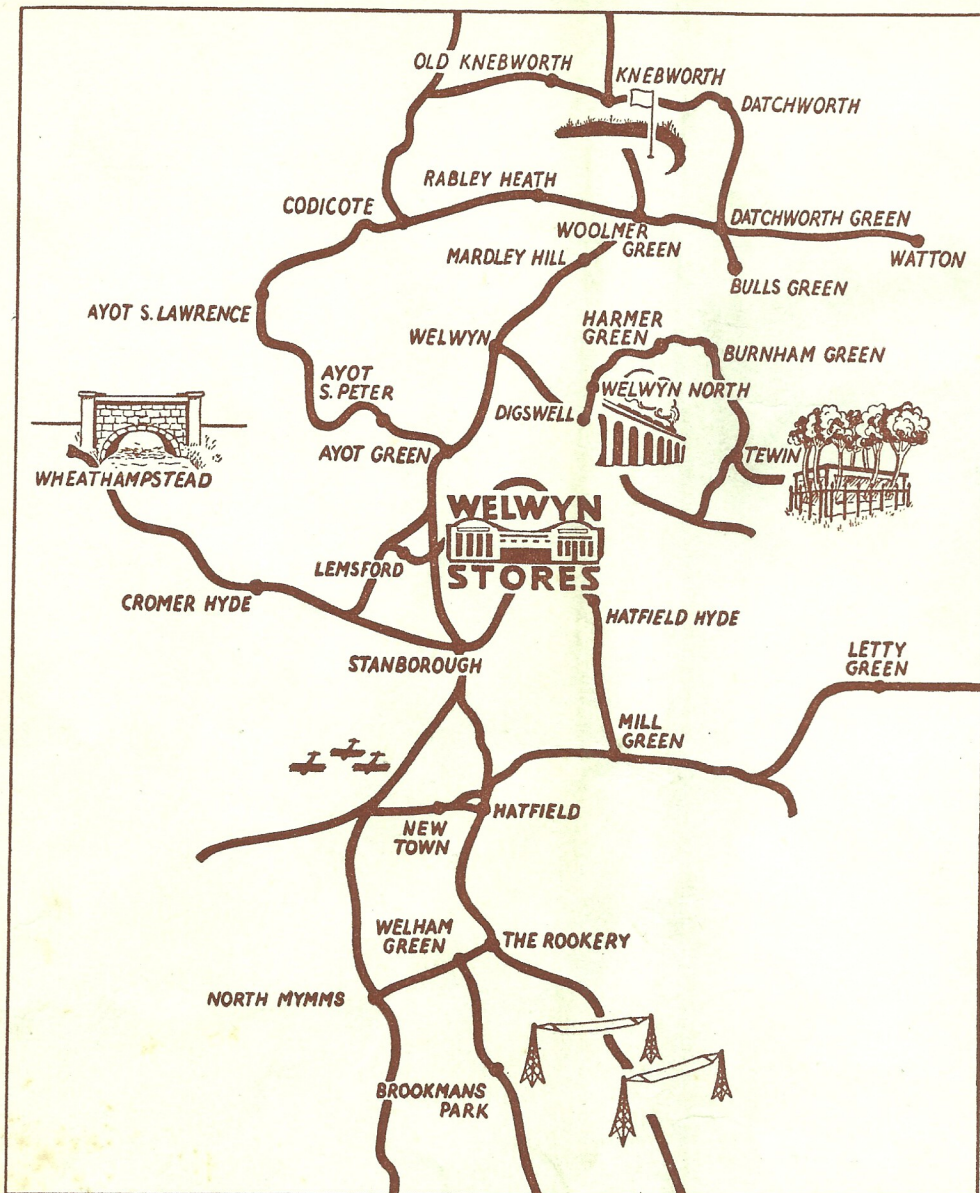 OLD KNEBWORTH
KNEBWORTH
DATCHWORTH
RABLEY HEATH
CODICOTE
WOOLMER
GREEN
DATCHWORTH GREEN
WATTON
MARDLEY HILL
BULLS GREEN
AYOT S. LAWRENCE
HARMER
GREEN
WELWYN
BURNHAM GREEN
AYOT
S. PETER
WELWYN NORTH
DIGSWELL
AYOT GREEN
TEWIN
WHEATHAMPSTEAD
WELWYN
STORES
LEMSFORD
CROMER HYDE
HATFIELD HYDE
STANBOROUGH
LETTY
GREEN
MILL
GREEN
HATFIELD
NEW
TOWN
WELHAM
GREEN
THE ROOKERY
NORTH MYMMS
BROOKMANS
PARK